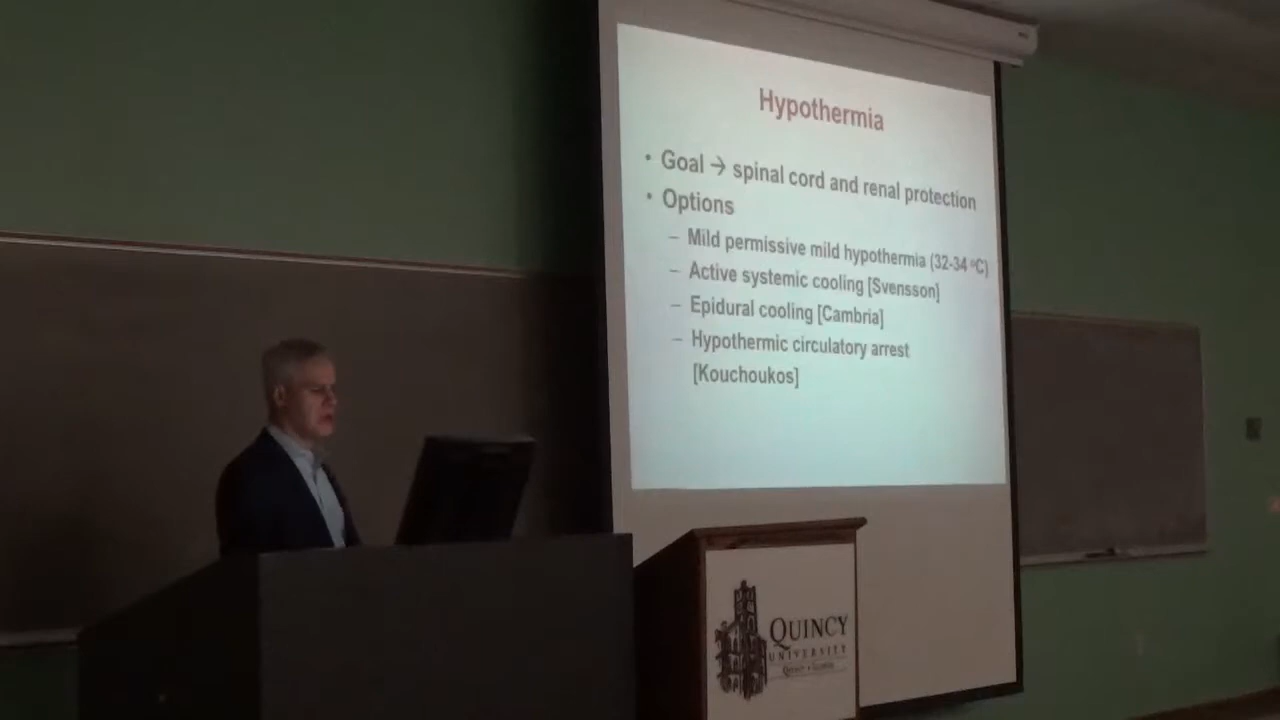 Hypothermia
• Goal → spinal cord and renal protection
• Options
– Mild permissive mild hypothermia (32-34 °C)
– Active systemic cooling [Svensson]
– Epidural cooling [Cambria]
– Hypothermic circulatory arrest
[Kouchoukos]
QUINCY
UNIVERSITY